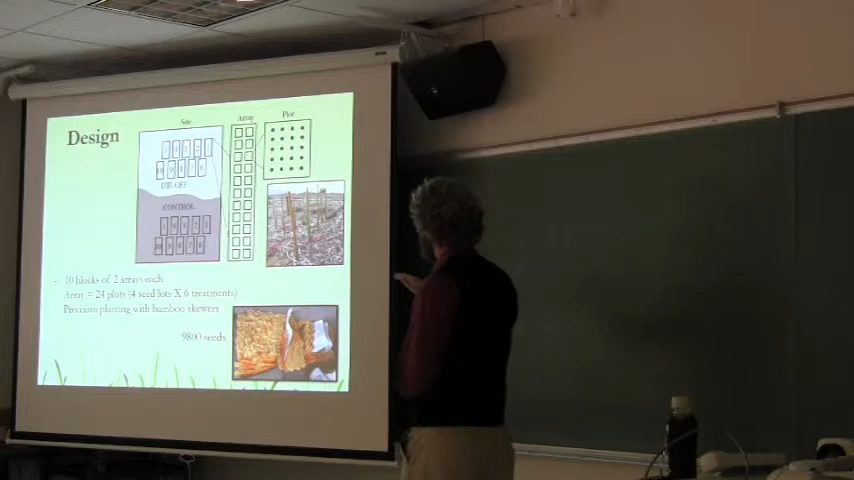 Design
Site
Array
Plot
DIE-OFF
CONTROL
10 blocks of 2 arrays each
Array = 24 plots (4 seed lots X 6 treatments)
Precision planting with bamboo skewers
9800 seeds